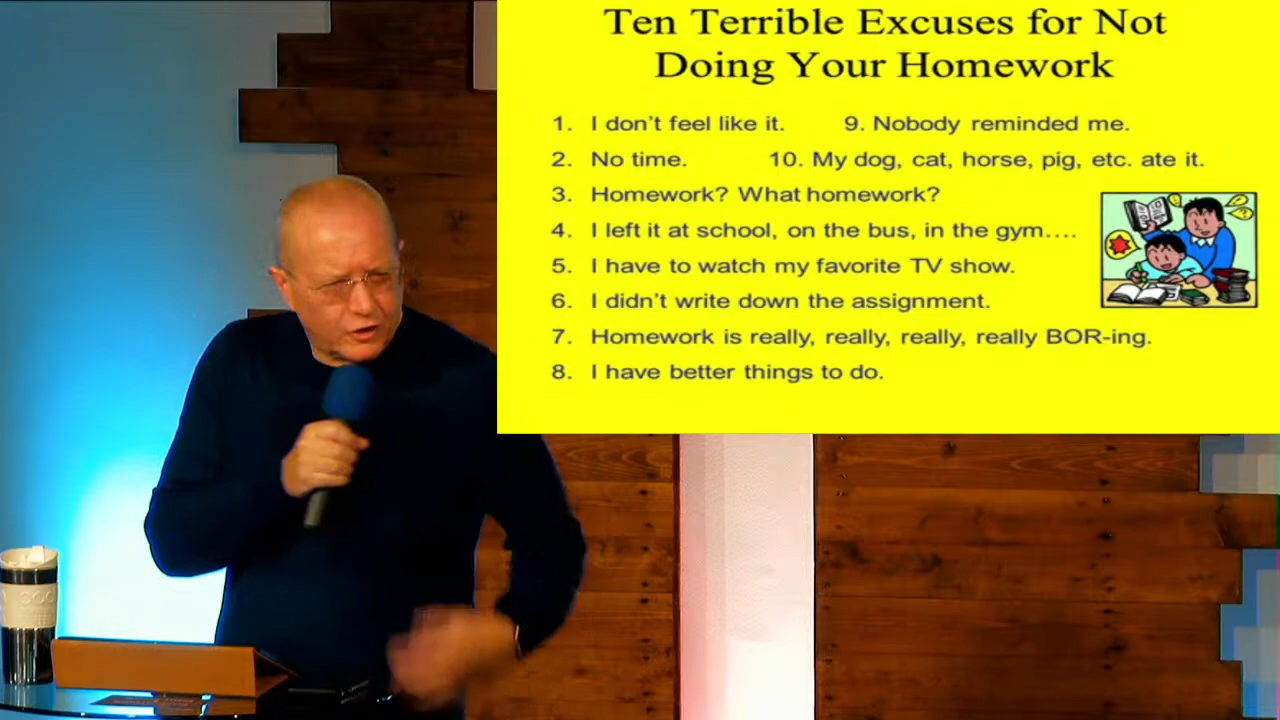 Ten Terrible Excuses for Not
Doing Your Homework
1. I don't feel like it. 9. Nobody reminded me.
2. No time. 10. My dog, cat, horse, pig, etc. ate it.
3. Homework? What homework?
4. I left it at school, on the bus, in the gym....
5. I have to watch my favorite TV show.
6. I didn't write down the assignment.
7. Homework is really, really, really, really BOR-ing.
8. I have better things to do.